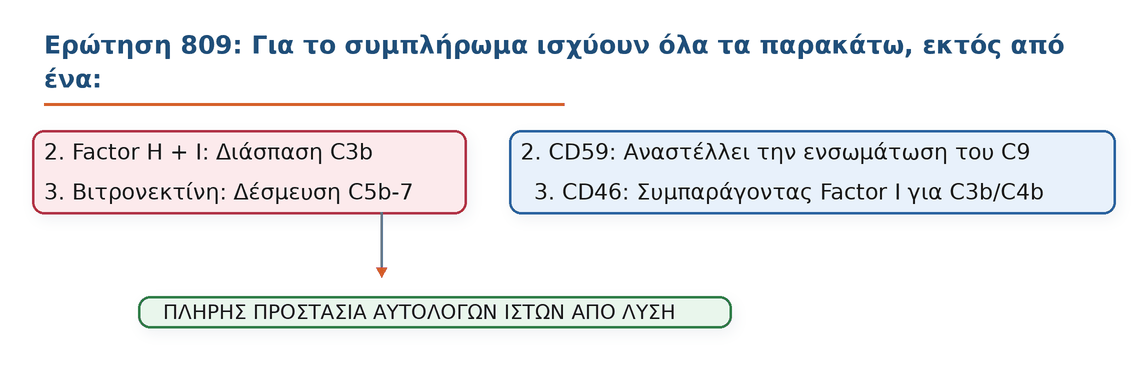 Ερώτηση 809: Για το συμπλήρωμα ισχύουν όλα τα παρακάτω, εκτός από
ένα:
2. Factor H + I: Διάσπαση C3b
3. Βιτρονεκτίνη: Δέσμευση C5b-7
2. CD59: Αναστέλλει την ενσωμάτωση του C9
3. CD46: Συμπαράγοντας Factor I για C3b/C4b
ΠΛΗΡΗΣ ΠΡΟΣΤΑΣΙΑ ΑΥΤΟΛΟΓΩΝ ΙΣΤΩΝ ΑΠΟ ΛΥΣΗ